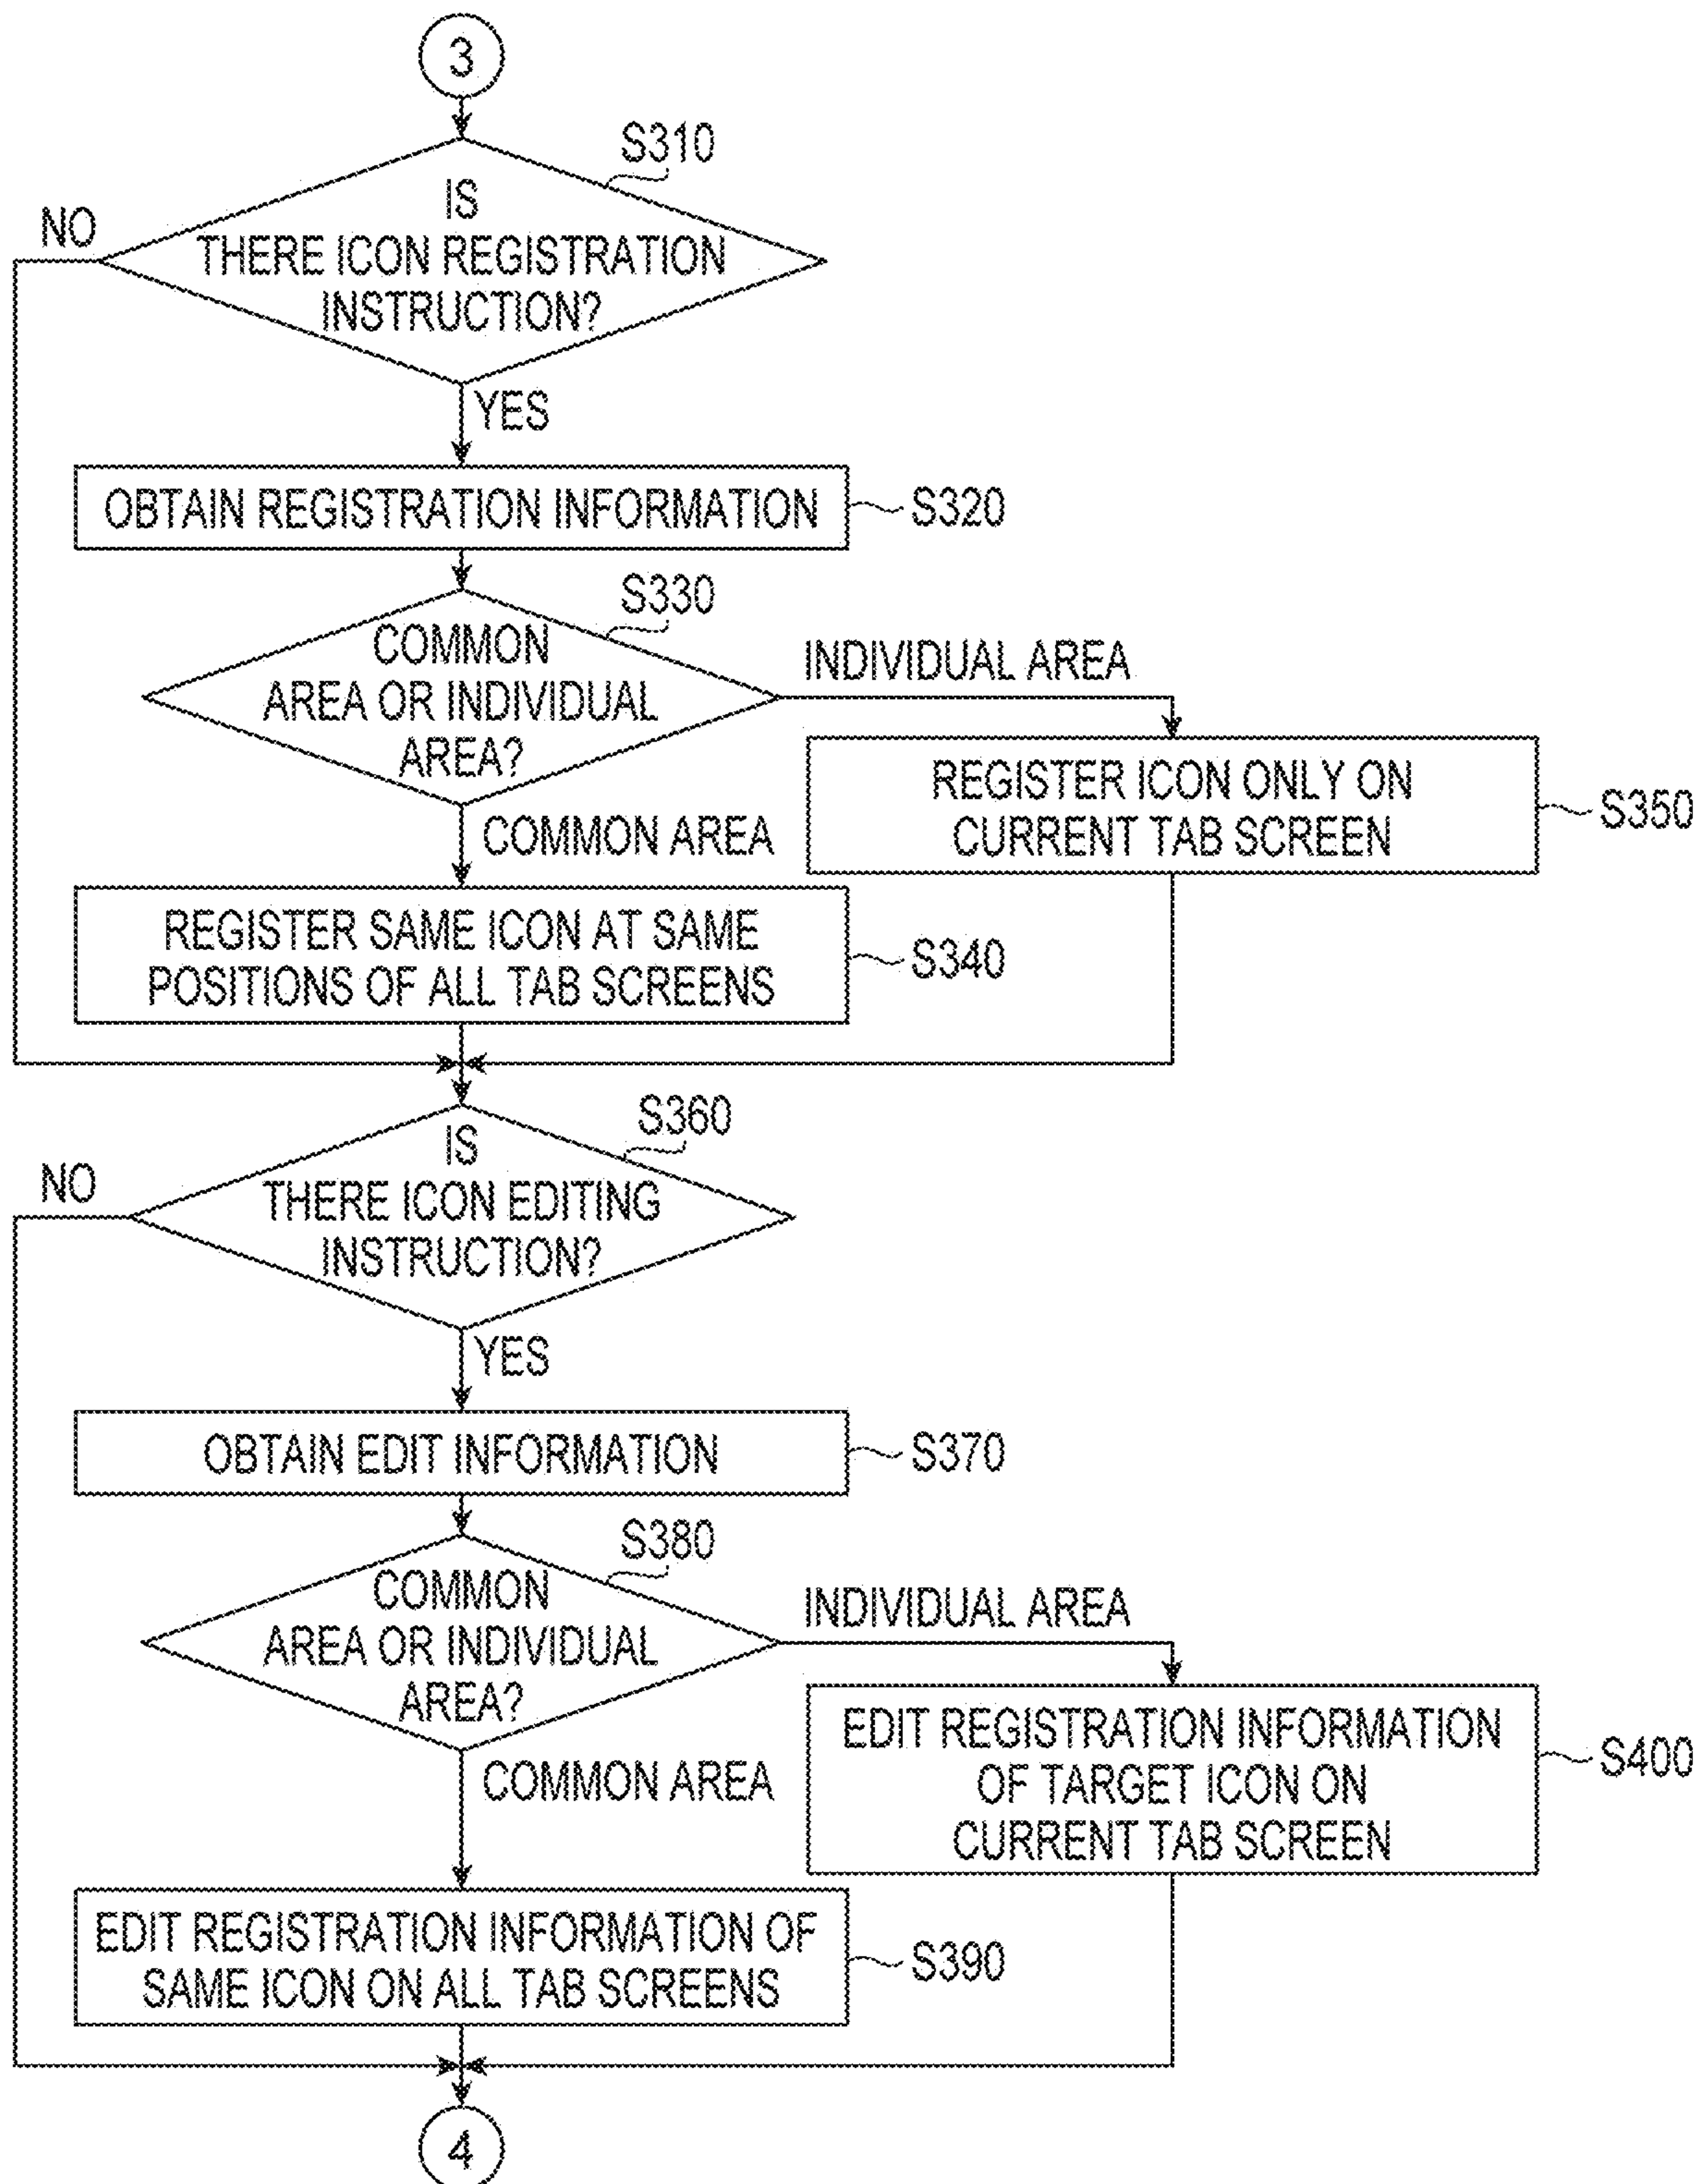 3
S310
IS
THERE ICON REGISTRATION
INSTRUCTION?
NO
YES
OBTAIN REGISTRATION INFORMATION
S320
S330
COMMON
AREA OR INDIVIDUAL
AREA?
INDIVIDUAL AREA
COMMON AREA
REGISTER ICON ONLY ON
CURRENT TAB SCREEN
S350
REGISTER SAME ICON AT SAME
POSITIONS OF ALL TAB SCREENS
S340
S360
IS
THERE ICON EDITING
INSTRUCTION?
NO
YES
OBTAIN EDIT INFORMATION
S370
S380
COMMON
AREA OR INDIVIDUAL
AREA?
INDIVIDUAL AREA
COMMON AREA
EDIT REGISTRATION INFORMATION
OF TARGET ICON ON
CURRENT TAB SCREEN
S400
EDIT REGISTRATION INFORMATION OF
SAME ICON ON ALL TAB SCREENS
S390
4